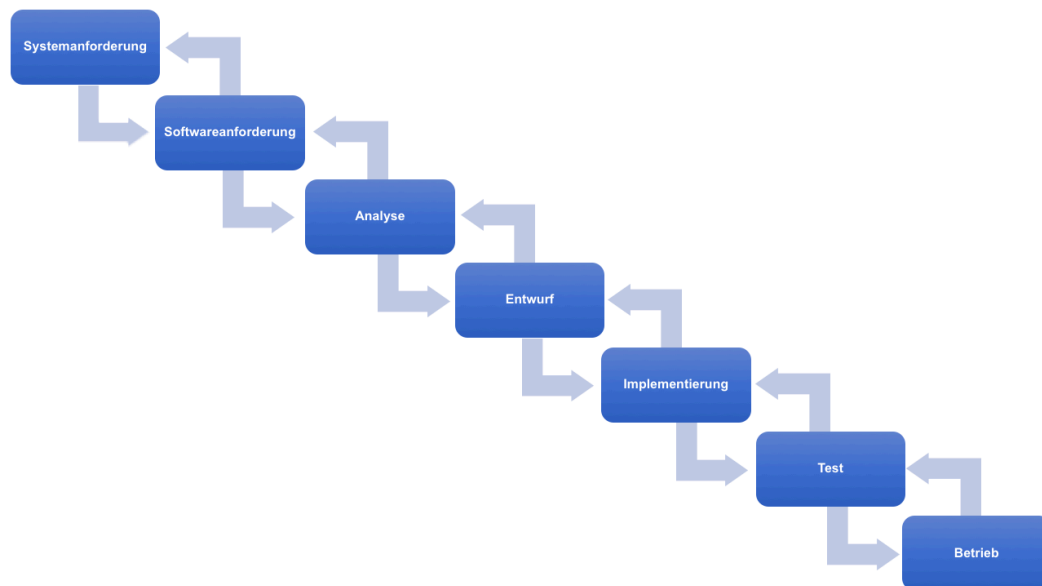 Systemanforderung
Softwareanforderung
Analyse
Entwurf
Implementierung
Test
Betrieb